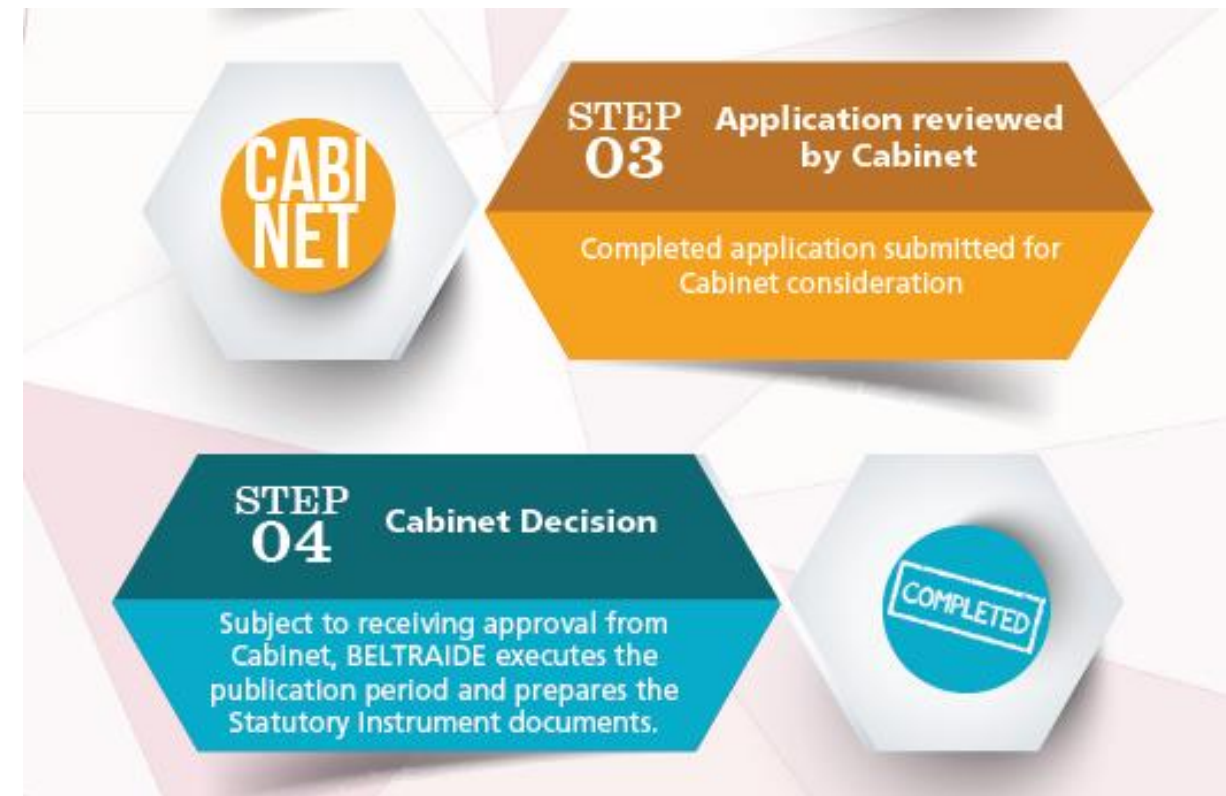 CABI
NET
STEP
03
Application reviewed
by Cabinet
Completed application submitted for
Cabinet consideration
STEP
04
Cabinet Decision
Subject to receiving approval from
Cabinet, BELTRAIDE executes the
publication period and prepares the
Statutory Instrument documents.
COMPLETED